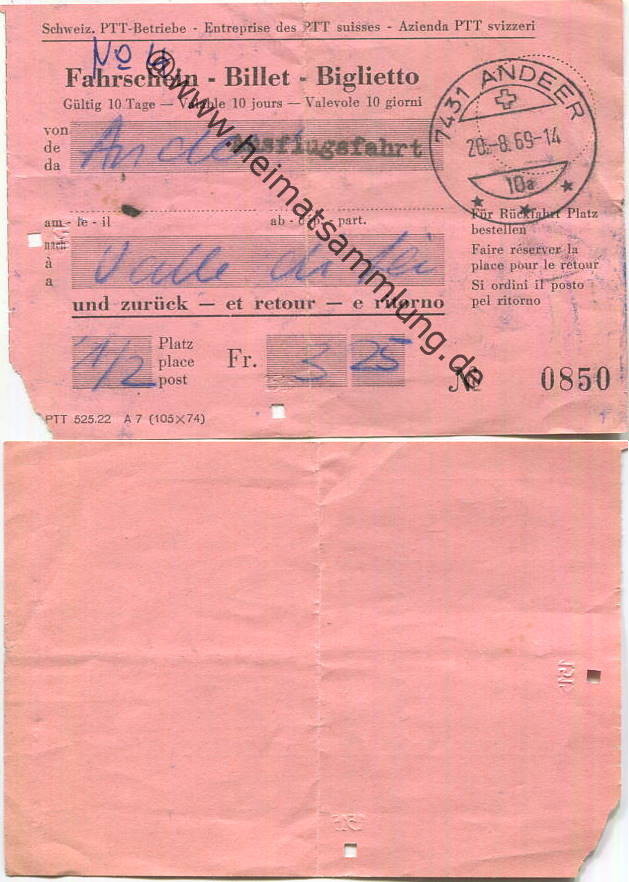 Schweiz. PTT-Betriebe - Entreprise des PTT suisses - Azienda PTT svizzeri
No
Fahrschein - Billet - Biglietto
Gültig 10 Tage — Valable 10 jours — Valevole 10 giorni
7431 ANDEER
20.-8.69-14
10a
von
de
da
Andeer
Ausflugsfahrt
am - le - il
ab - dép. - part.
nach
à
a
Valle di Lei
und zurück — et retour — e ritorno
Für Rückfahrt Platz
bestellen
Faire réserver la
place pour le retour
Si ordini il posto
pel ritorno
1/2
Platz
place
post
Fr.
3 25
№ 0850
PTT 525.22 A 7 (105×74)
@www.heimatsammlung.de